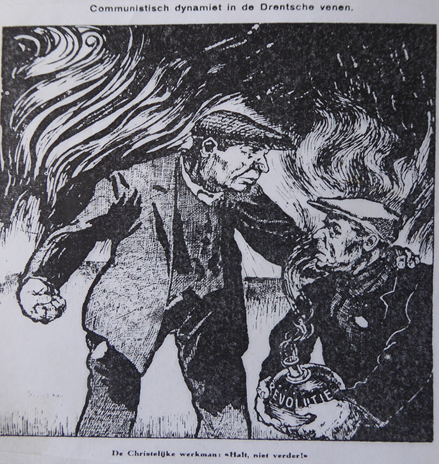 Communistisch dynamiet in de Drentsche venen.
REVOLUTIE
De Christelijke werkman: «Halt, niet verder!»